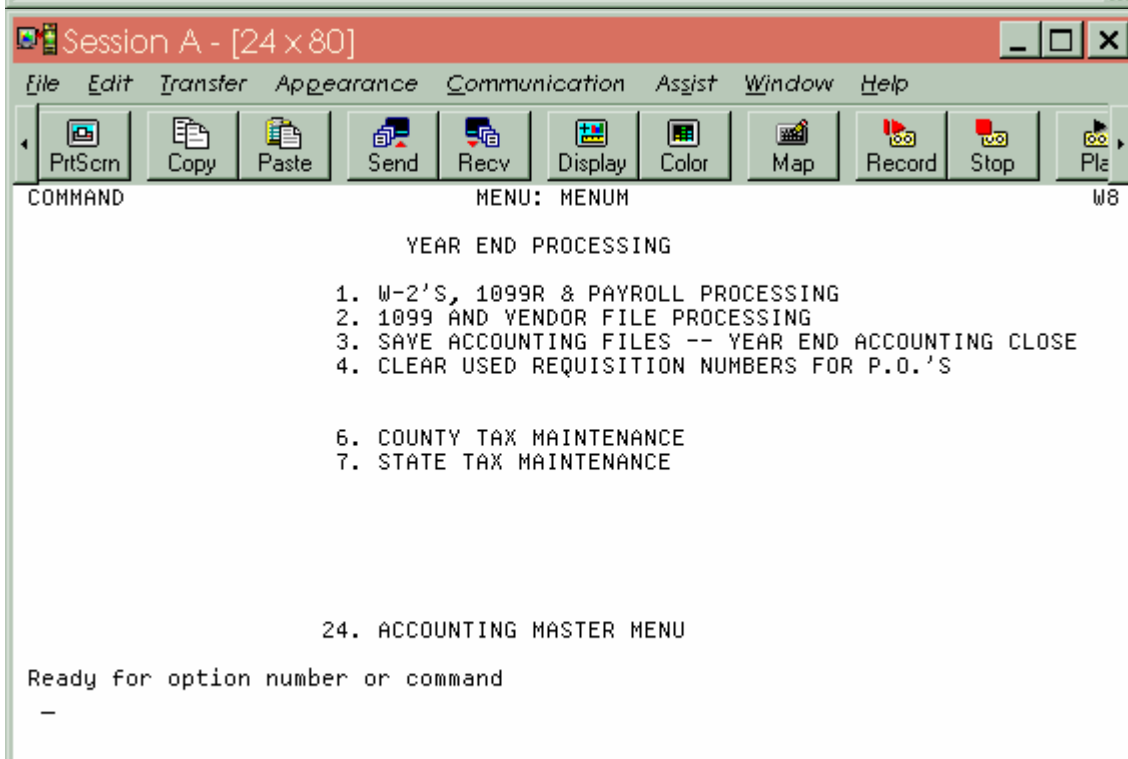 Session A - [24 x 80]
File Edit Transfer Appearance Communication Assist Window Help
PrtScrn Copy Paste Send Recv Display Color Map Record Stop Pla
COMMAND MENU: MENUM W8
YEAR END PROCESSING
1. W-2'S, 1099R & PAYROLL PROCESSING
2. 1099 AND VENDOR FILE PROCESSING
3. SAVE ACCOUNTING FILES -- YEAR END ACCOUNTING CLOSE
4. CLEAR USED REQUISITION NUMBERS FOR P.O.'S
6. COUNTY TAX MAINTENANCE
7. STATE TAX MAINTENANCE
24. ACCOUNTING MASTER MENU
Ready for option number or command